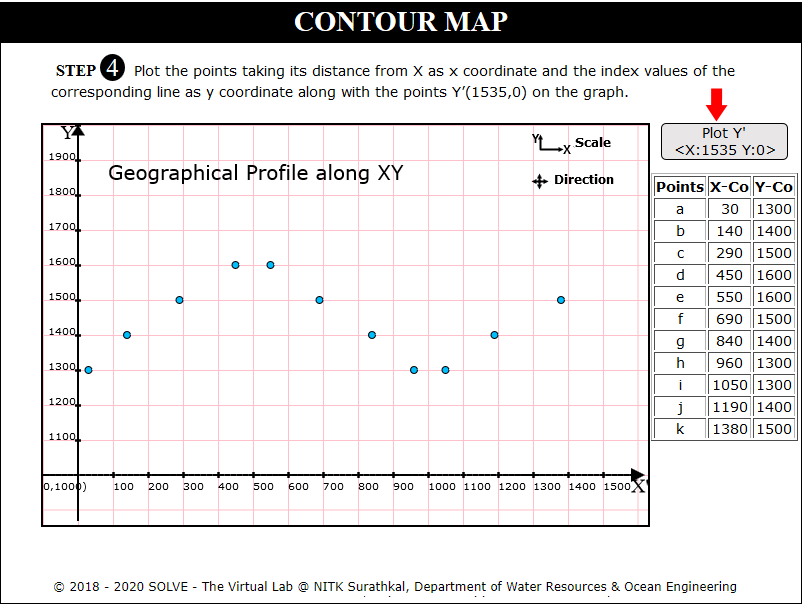 CONTOUR MAP
STEP 4 Plot the points taking its distance from X as x coordinate and the index values of the
corresponding line as y coordinate along with the points Y’(1535,0) on the graph.
Plot Y'
<X:1535 Y:0>
Y
Y X Scale
Direction
Geographical Profile along XY
1900
1800
1700
1600
1500
1400
1300
1200
1100
0,1000) 100 200 300 400 500 600 700 800 900 1000 1100 1200 1300 1400 1500 X'
Points X-Co Y-Co
a 30 1300
b 140 1400
c 290 1500
d 450 1600
e 550 1600
f 690 1500
g 840 1400
h 960 1300
i 1050 1300
j 1190 1400
k 1380 1500
© 2018 - 2020 SOLVE - The Virtual Lab @ NITK Surathkal, Department of Water Resources & Ocean Engineering